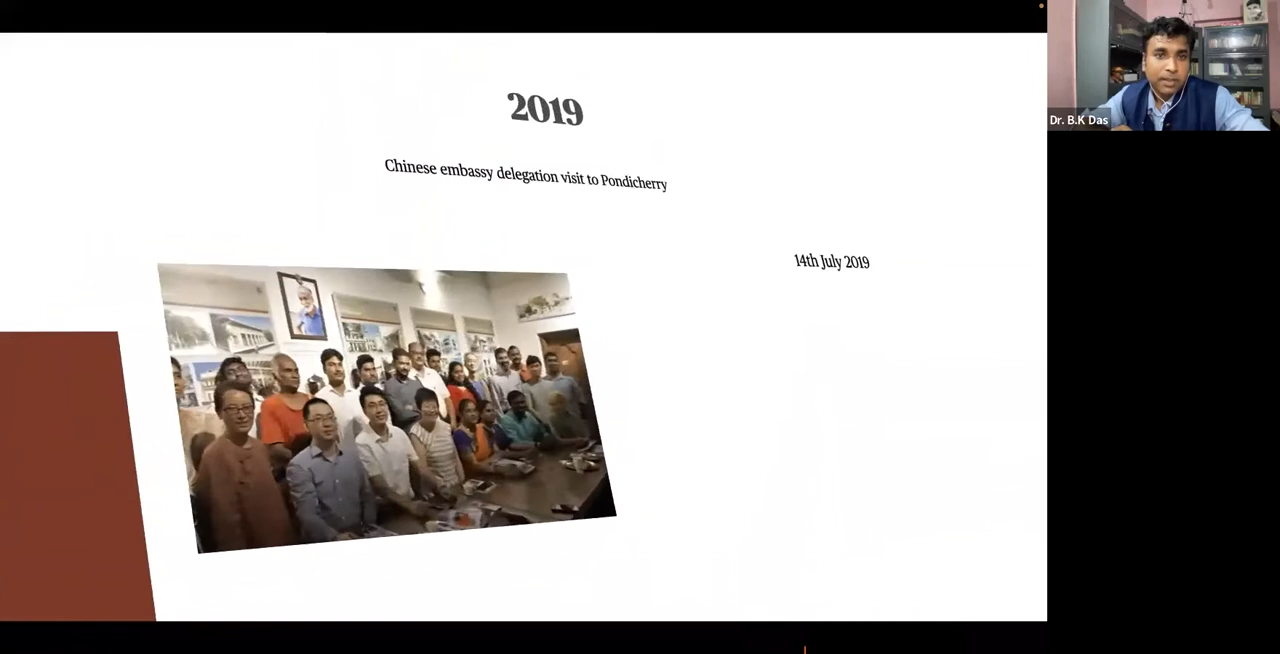 2019
Chinese embassy delegation visit to Pondicherry
14th July 2019
Dr. B.K Das